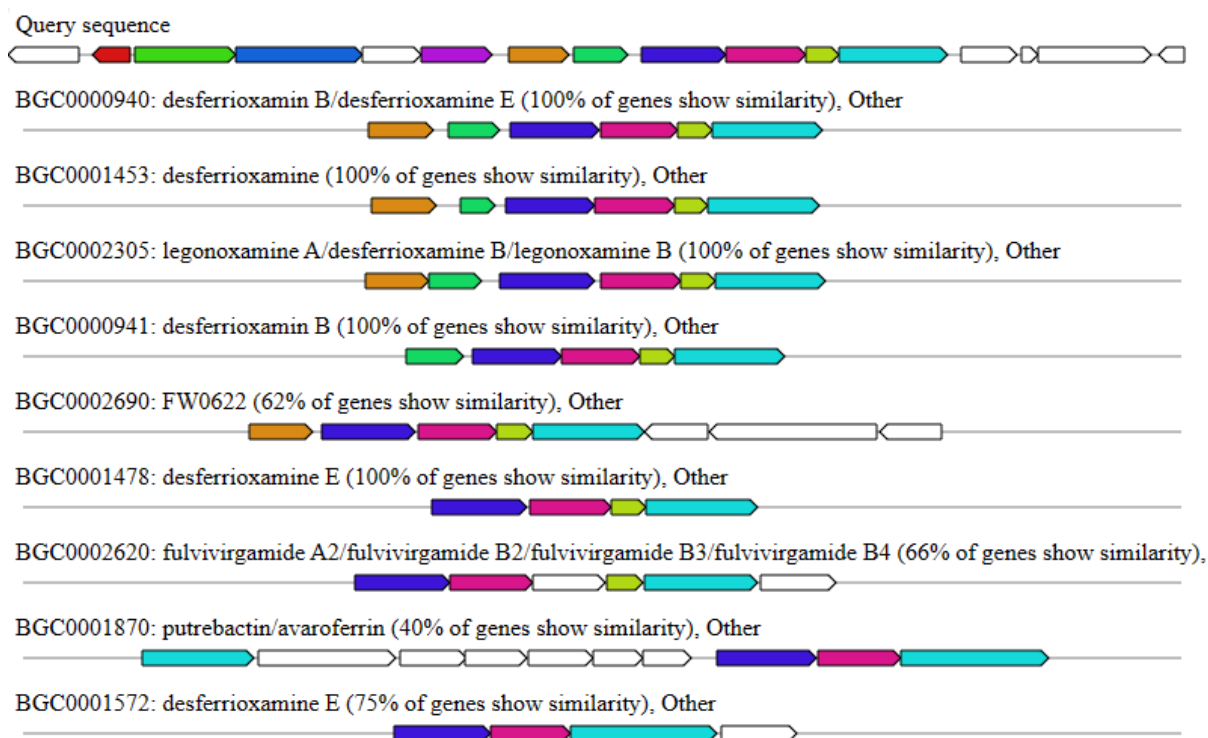 Query sequence
BGC0000940: desferrioxamin B/desferrioxamine E (100% of genes show similarity), Other
BGC0001453: desferrioxamine (100% of genes show similarity), Other
BGC0002305: legonoxamine A/desferrioxamine B/legonoxamine B (100% of genes show similarity), Other
BGC0000941: desferrioxamin B (100% of genes show similarity), Other
BGC0002690: FW0622 (62% of genes show similarity), Other
BGC0001478: desferrioxamine E (100% of genes show similarity), Other
BGC0002620: fulvivirgamide A2/fulvivirgamide B2/fulvivirgamide B3/fulvivirgamide B4 (66% of genes show similarity),
BGC0001870: putrebactin/avaroferrin (40% of genes show similarity), Other
BGC0001572: desferrioxamine E (75% of genes show similarity), Other